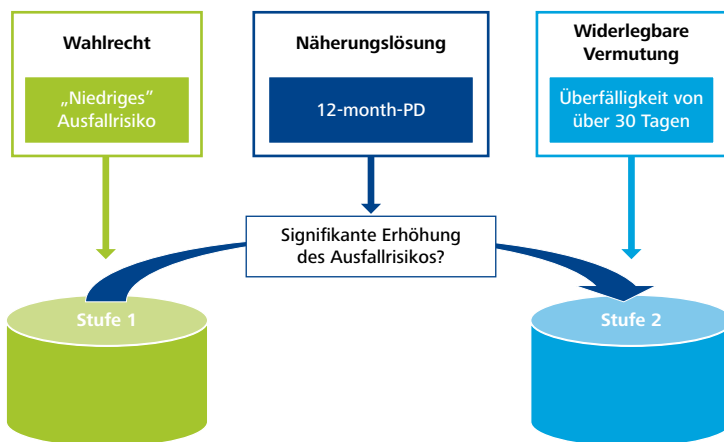 Wahlrecht
„Niedriges“
Ausfallrisiko
Näherungslösung
12-month-PD
Widerlegbare
Vermutung
Überfälligkeit von
über 30 Tagen
Signifikante Erhöhung
des Ausfallrisikos?
Stufe 1
Stufe 2